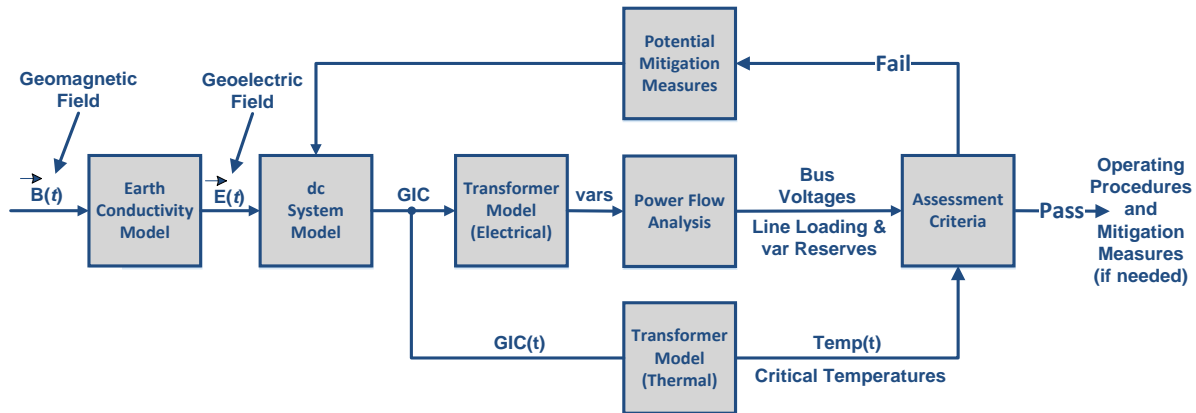 Potential
Mitigation
Measures
Fail
Geomagnetic
Field
Geoelectric
Field
B(t)
Earth
Conductivity
Model
E(t)
dc
System
Model
GIC
Transformer
Model
(Electrical)
vars
Power Flow
Analysis
Bus
Voltages
Line Loading &
var Reserves
Assessment
Criteria
Pass
Operating
Procedures
and
Mitigation
Measures
(if needed)
GIC(t)
Transformer
Model
(Thermal)
Temp(t)
Critical Temperatures